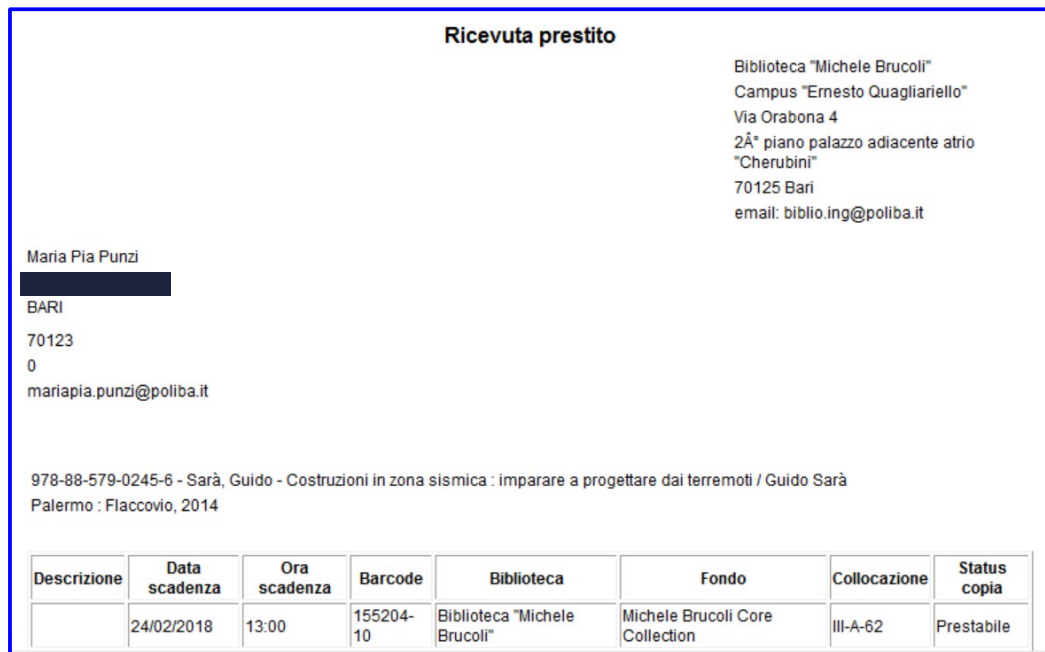 Ricevuta prestito
Biblioteca "Michele Brucoli"
Campus "Ernesto Quagliariello"
Via Orabona 4
2Â° piano palazzo adiacente atrio
"Cherubini"
70125 Bari
email: biblio.ing@poliba.it
Maria Pia Punzi
BARI
70123
0
mariapia.punzi@poliba.it
978-88-579-0245-6 - Sarà, Guido - Costruzioni in zona sismica : imparare a progettare dai terremoti / Guido Sarà
Palermo : Flaccovio, 2014
Descrizione Data scadenza Ora scadenza Barcode Biblioteca Fondo Collocazione Status copia
24/02/2018 13:00 155204-10 Biblioteca "Michele Brucoli" Michele Brucoli Core Collection III-A-62 Prestabile